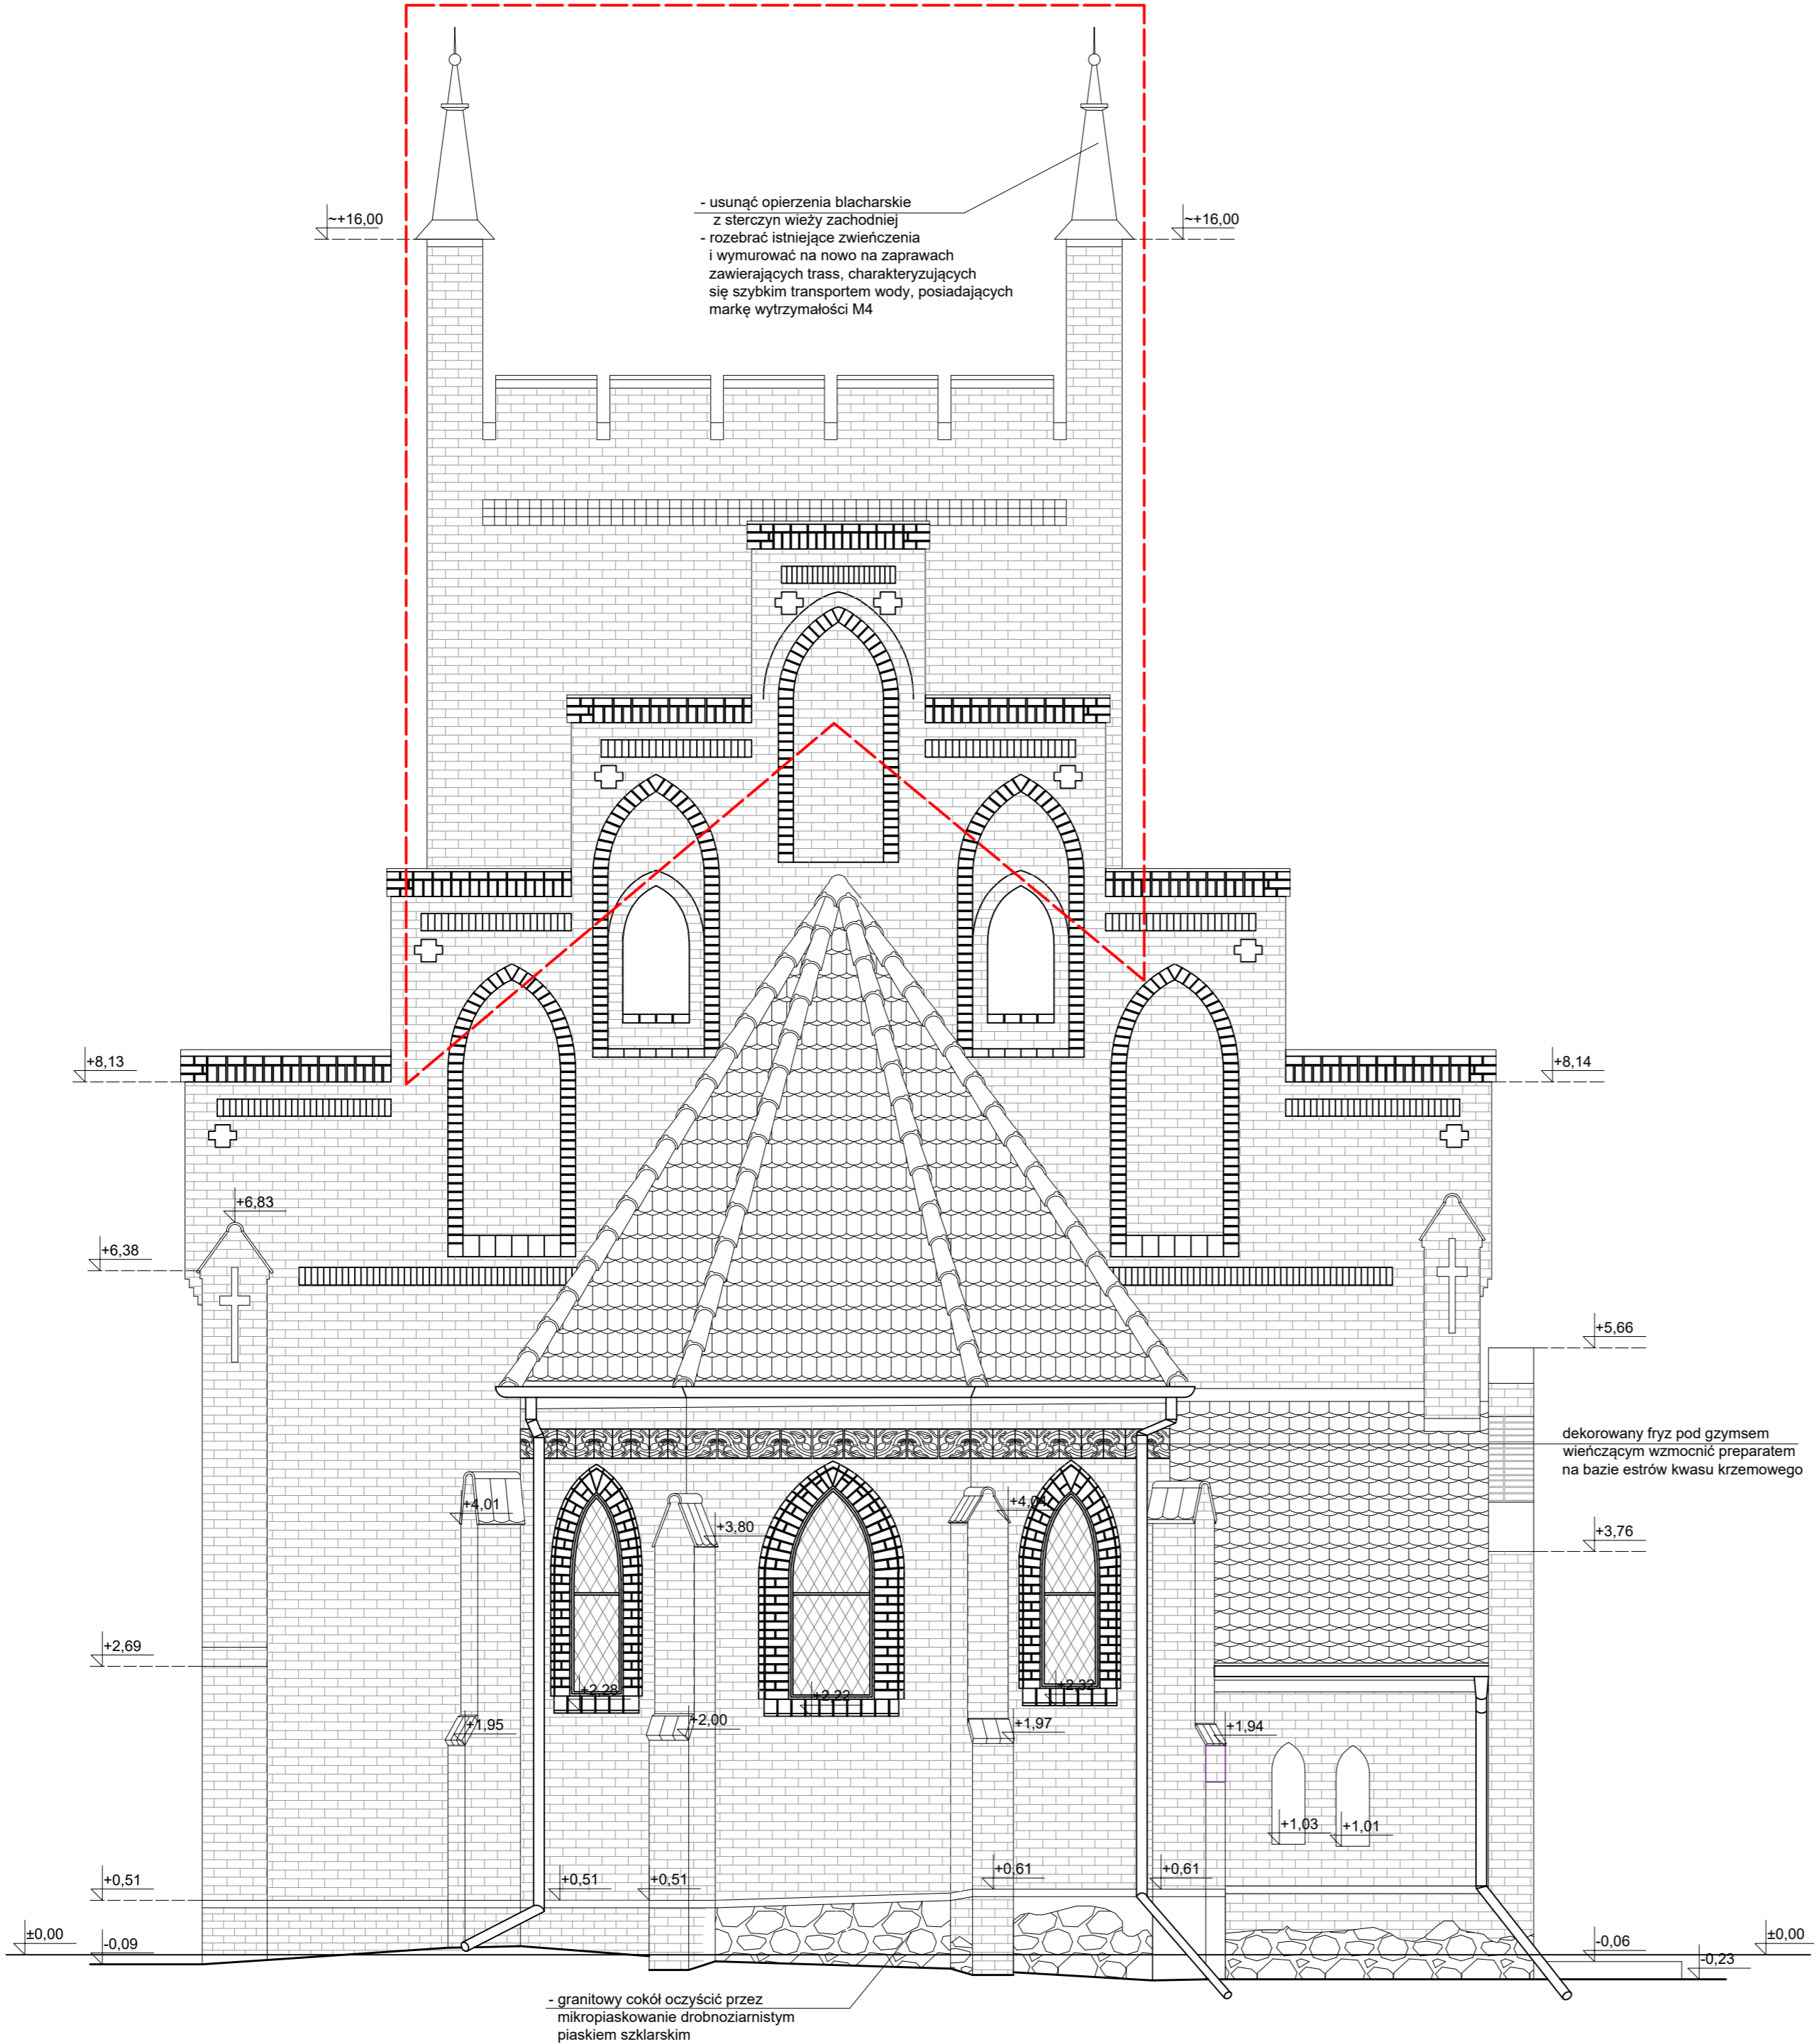 - usunąć opierzenia blacharskie
z sterczyn wieży zachodniej
- rozebrać istniejące zwieńczenia
i wymurować na nowo na zaprawach
zawierających trass, charakteryzujących
się szybkim transportem wody, posiadających
markę wytrzymałości M4
~+16,00
~+16,00
+8,13
+8,14
+6,83
+6,38
+5,66
dekorowany fryz pod gzymsem
wieńczącym wzmocnić preparatem
na bazie estrów kwasu krzemowego
+4,01
+4,01
+3,80
+3,76
+2,69
+2,28
+2,22
+2,32
+1,95
+2,00
+1,97
+1,94
+1,03
+1,01
+0,51
+0,51
+0,51
+0,61
+0,61
±0,00
-0,09
-0,06
±0,00
-0,23
- granitowy cokół oczyścić przez
mikropiaskowanie drobnoziarnistym
piaskiem szklarskim